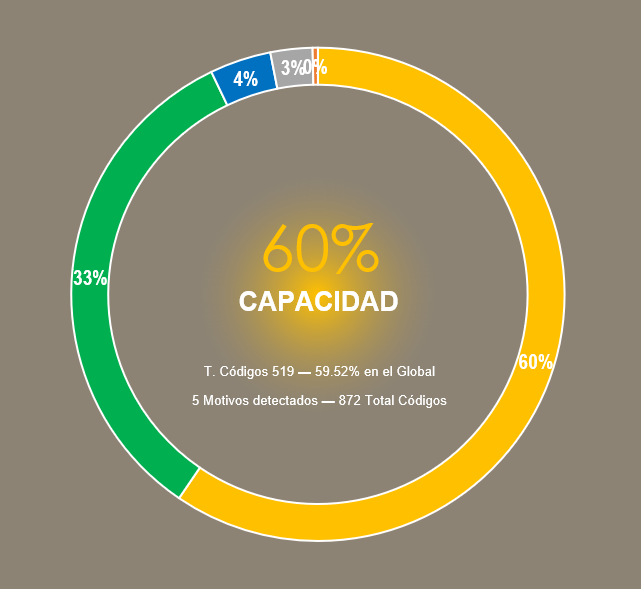 4%
3%
0%
60%
CAPACIDAD
33%
60%
T. Códigos 519 — 59.52% en el Global
5 Motivos detectados — 872 Total Códigos